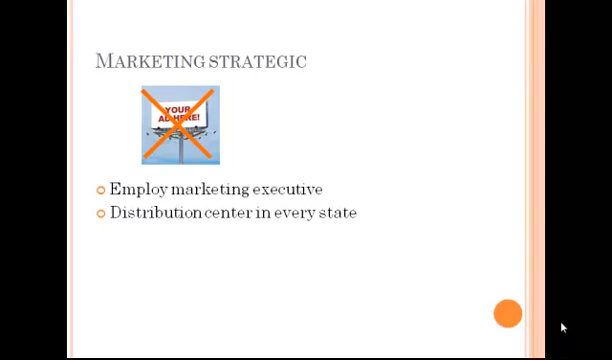 MARKETING STRATEGIC
YOUR
AD HERE!
Employ marketing executive
Distribution center in every state